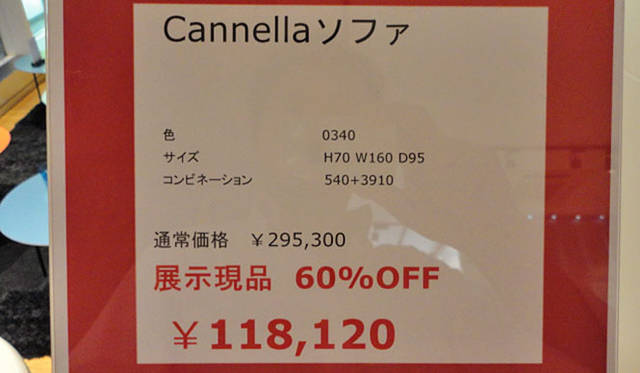 Cannellaソファ
色 0340
サイズ H70 W160 D95
コンビネーション 540+3910
通常価格 ￥295,300
展示現品 60%OFF
￥118,120